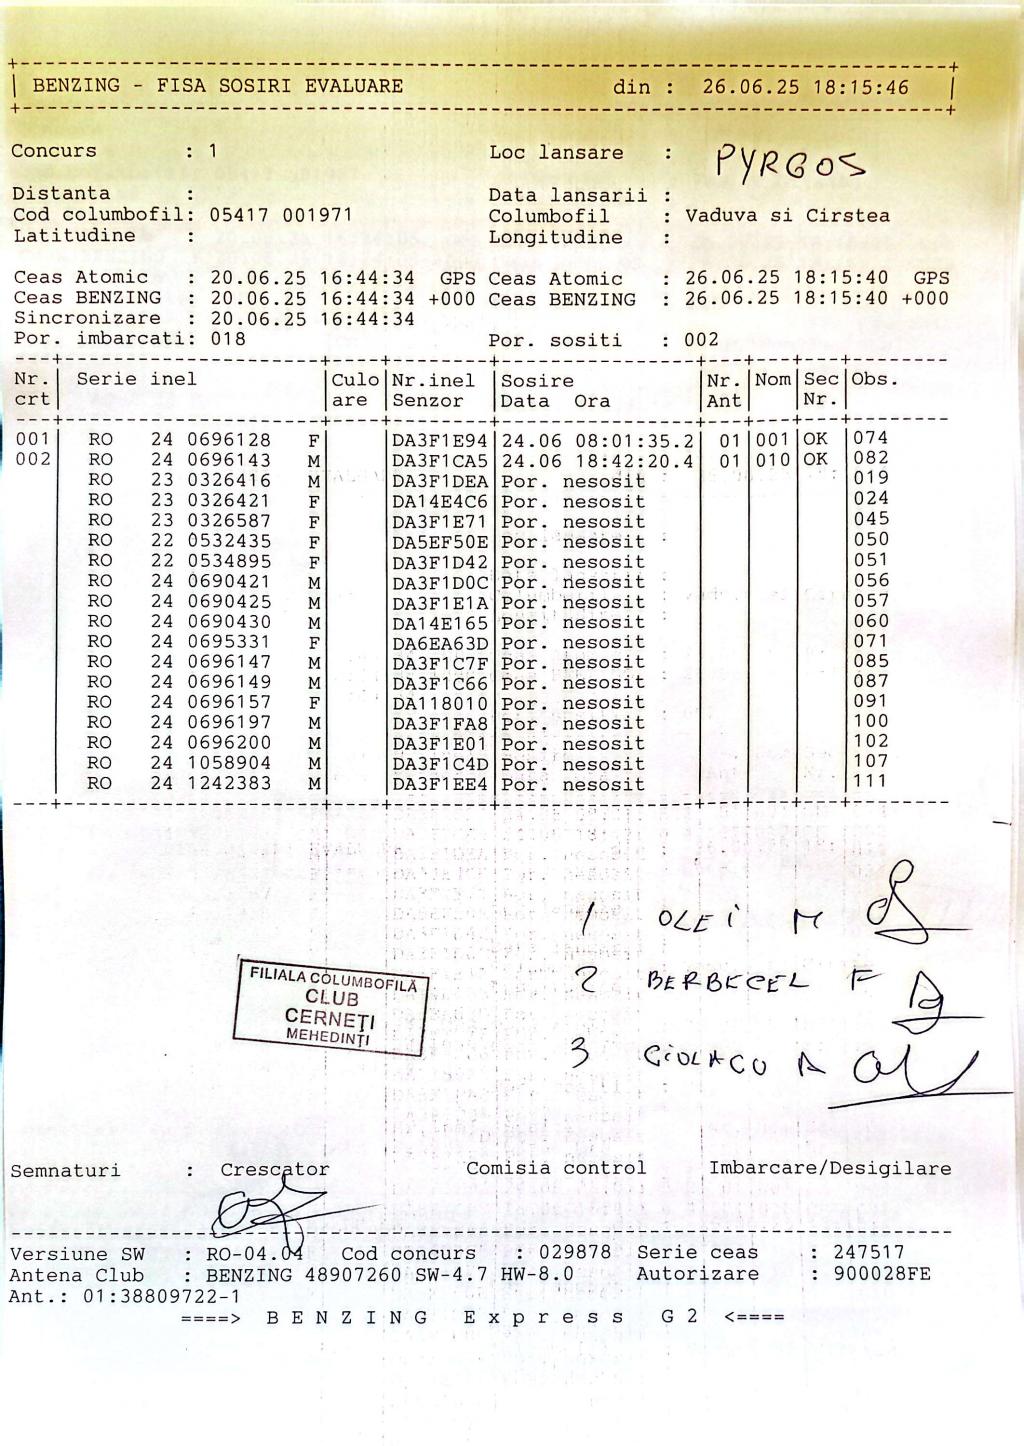 BENZING - FISA SOSIRI EVALUARE din : 26.06.25 18:15:46
Concurs : 1 Loc lansare : PYRGOS
Distanta : Data lansarii :
Cod columbofil: 05417 001971 Columbofil : Vaduva si Cirstea
Latitudine : Longitudine :
Ceas Atomic : 20.06.25 16:44:34 GPS Ceas Atomic : 26.06.25 18:15:40 GPS
Ceas BENZING : 20.06.25 16:44:34 +000 Ceas BENZING : 26.06.25 18:15:40 +000
Sincronizare : 20.06.25 16:44:34
Por. imbarcati: 018 Por. sositi : 002
Nr. Serie inel Culo Nr.inel Sosire Nr. Nom Sec Obs.
crt are Senzor Data Ora Ant Nr.
001 RO 24 0696128 F DA3F1E94 24.06 08:01:35.2 01 001 OK 074
002 RO 24 0696143 M DA3F1CA5 24.06 18:42:20.4 01 010 OK 082
RO 23 0326416 M DA3F1DEA Por. nesosit 019
RO 23 0326421 F DA14E4C6 Por. nesosit 024
RO 23 0326587 F DA3F1E71 Por. nesosit 045
RO 22 0532435 F DA5EF50E Por. nesosit 050
RO 22 0534895 F DA3F1D42 Por. nesosit 051
RO 24 0690421 M DA3F1D0C Por. nesosit 056
RO 24 0690425 M DA3F1E1A Por. nesosit 057
RO 24 0690430 M DA14E165 Por. nesosit 060
RO 24 0695331 F DA6EA63D Por. nesosit 071
RO 24 0696147 M DA3F1C7F Por. nesosit 085
RO 24 0696149 M DA3F1C66 Por. nesosit 087
RO 24 0696157 F DA118010 Por. nesosit 091
RO 24 0696197 M DA3F1FA8 Por. nesosit 100
RO 24 0696200 M DA3F1E01 Por. nesosit 102
RO 24 1058904 M DA3F1C4D Por. nesosit 107
RO 24 1242383 M DA3F1EE4 Por. nesosit 111
1 OLEI M
2 BERBECEL F
3 CIOLACU A
FILIALA COLUMBOFILĂ
CLUB
CERNEȚI
MEHEDINȚI
Semnaturi : Crescator Comisia control Imbarcare/Desigilare
Versiune SW : RO-04.04 Cod concurs : 029878 Serie ceas : 247517
Antena Club : BENZING 48907260 SW-4.7 HW-8.0 Autorizare : 900028FE
Ant.: 01:38809722-1
====> B E N Z I N G E x p r e s s G 2 <====